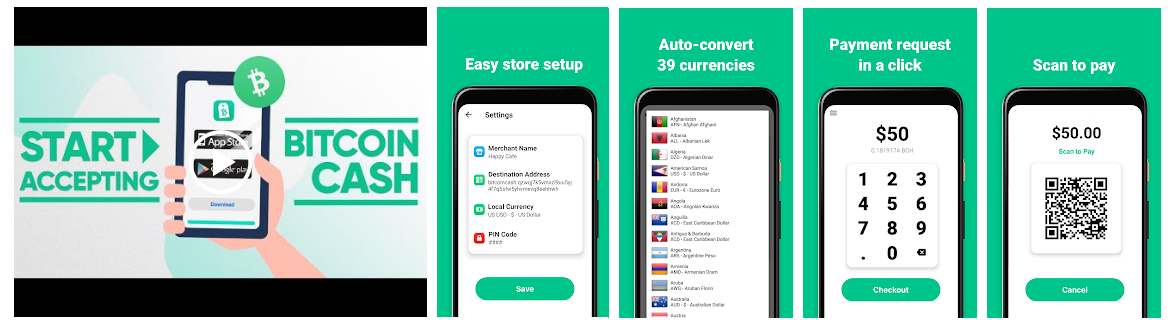 START
ACCEPTING
App Store
Google play
Download
BITCOIN
CASH
Easy store setup
Settings
Merchant Name
Happy Cafe
Destination Address
Local Currency
US USD - $ - US Dollar
PIN Code
####
Save
Auto-convert
39 currencies
Afghanistan
AFN - Afghan Afghani
Albania
ALL - Albanian Lek
Algeria
DZD - Algerian Dinar
American Samoa
USD - $ - US Dollar
Andorra
EUR - € - Eurozone Euro
Angola
AOA - Angolan Kwanza
Anguilla
XCD - East Caribbean Dollar
Antigua & Barbuda
XCD - East Caribbean Dollar
Argentina
ARS - Argentine Peso
Armenia
AMD - Armenian Dram
Aruba
AWG - Aruban Florin
Australia
AUD - $ - Australian Dollar
Austria
Payment request
in a click
$50
0.1819174 BCH
1 2 3
4 5 6
7 8 9
. 0
Checkout
Scan to pay
$50.00
Scan to Pay
Cancel